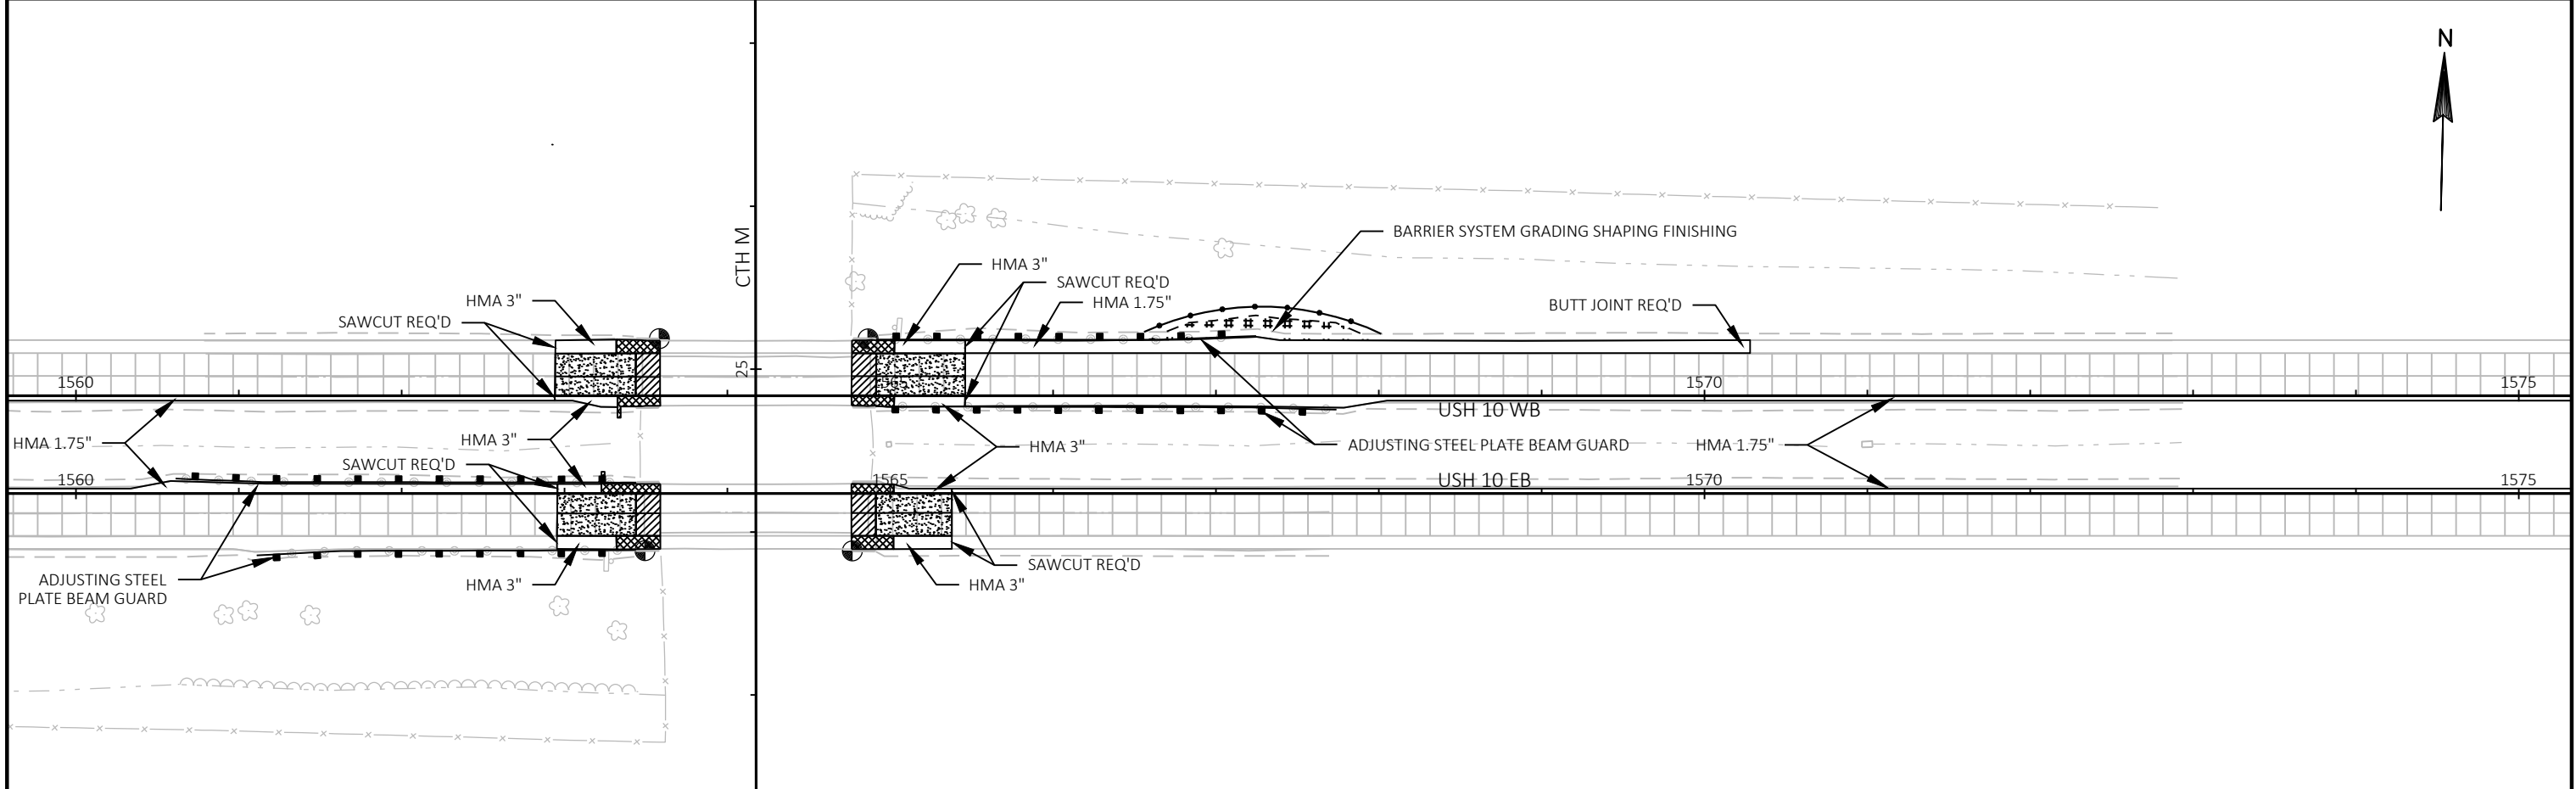 N
CTH M
25
BARRIER SYSTEM GRADING SHAPING FINISHING
HMA 3"
SAWCUT REQ'D
HMA 1.75"
HMA 3"
SAWCUT REQ'D
BUTT JOINT REQ'D
1560
1565
1570
1575
USH 10 WB
HMA 1.75"
HMA 3"
HMA 3"
ADJUSTING STEEL PLATE BEAM GUARD
HMA 1.75"
SAWCUT REQ'D
1560
1565
USH 10 EB
1570
1575
ADJUSTING STEEL
PLATE BEAM GUARD
HMA 3"
SAWCUT REQ'D
HMA 3"